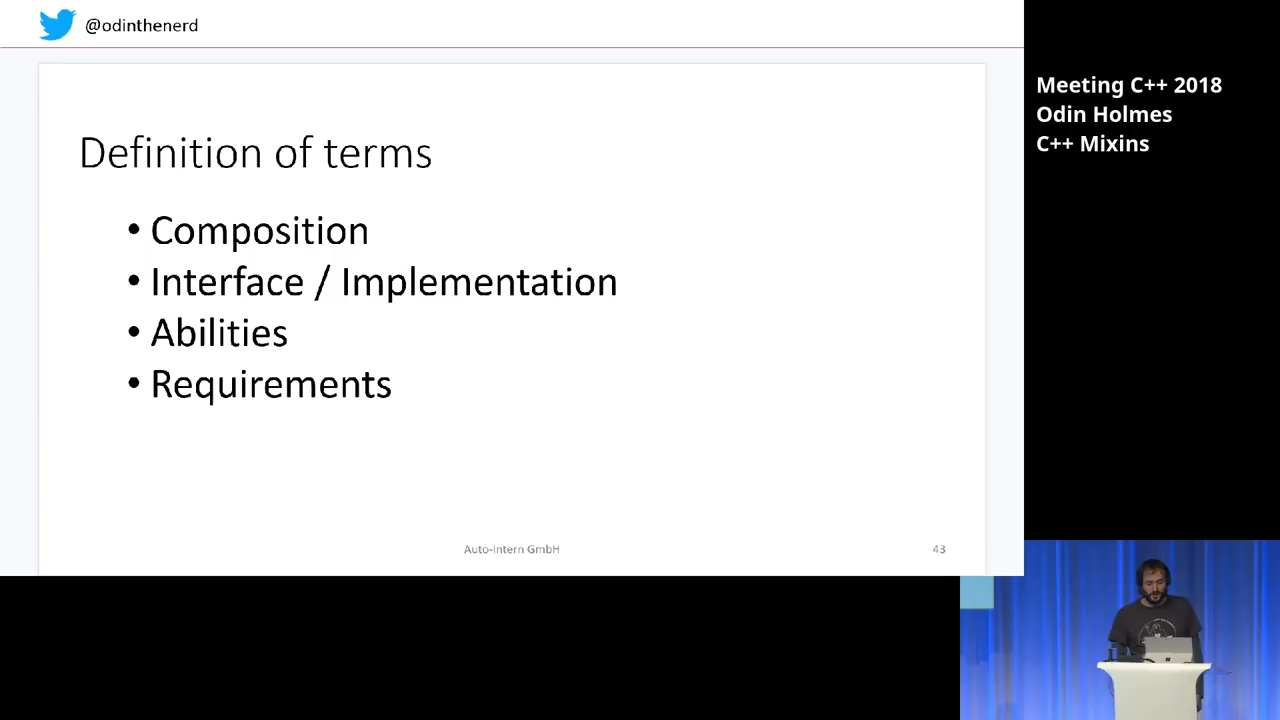 @odinthenerd
Definition of terms
• Composition
• Interface / Implementation
• Abilities
• Requirements
Auto-Intern GmbH
43
Meeting C++ 2018
Odin Holmes
C++ Mixins